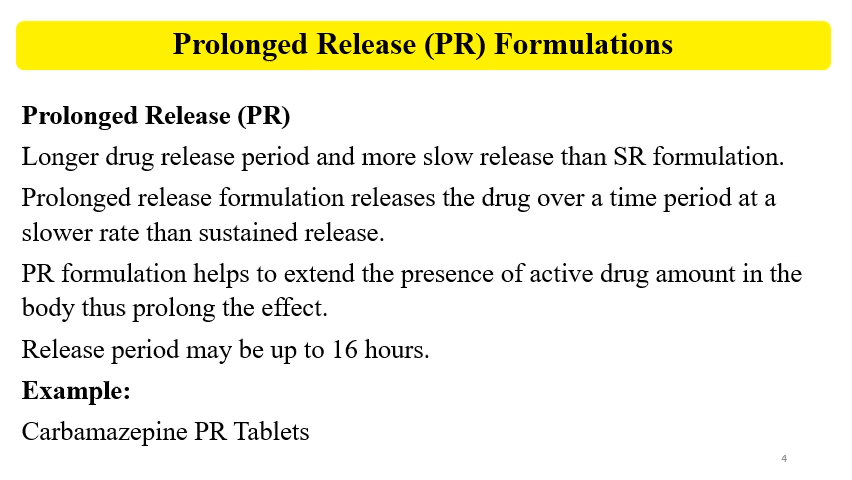 Prolonged Release (PR) Formulations
Prolonged Release (PR)
Longer drug release period and more slow release than SR formulation.
Prolonged release formulation releases the drug over a time period at a
slower rate than sustained release.
PR formulation helps to extend the presence of active drug amount in the
body thus prolong the effect.
Release period may be up to 16 hours.
Example:
Carbamazepine PR Tablets
4